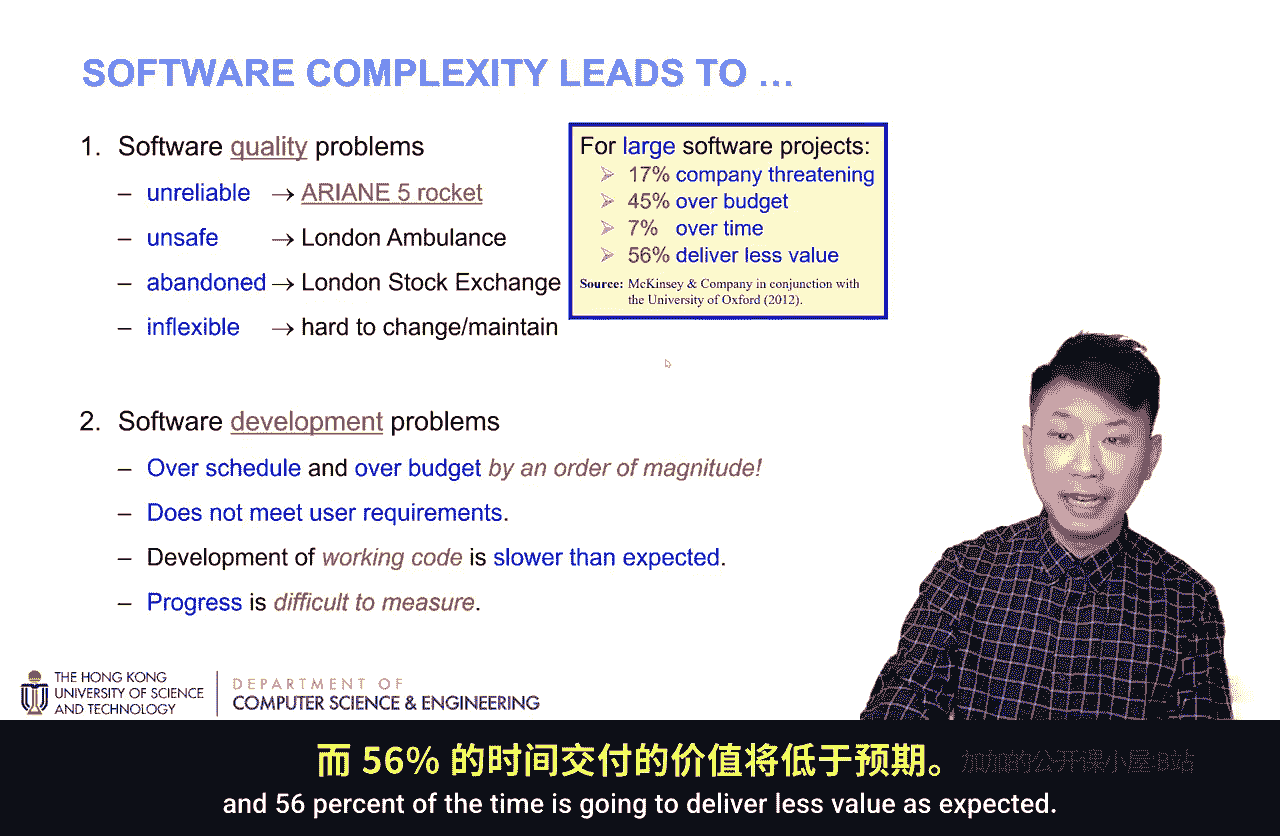 SOFTWARE COMPLEXITY LEADS TO …
1. Software quality problems
– unreliable → ARIANE 5 rocket
– unsafe → London Ambulance
– abandoned → London Stock Exchange
– inflexible → hard to change/maintain
For large software projects:
➢ 17% company threatening
➢ 45% over budget
➢ 7% over time
➢ 56% deliver less value
Source: McKinsey & Company in conjunction with
the University of Oxford (2012).
2. Software development problems
– Over schedule and over budget by an order of magnitude!
– Does not meet user requirements.
– Development of working code is slower than expected.
– Progress is difficult to measure.
THE HONG KONG
UNIVERSITY OF SCIENCE
AND TECHNOLOGY
DEPARTMENT OF
COMPUTER SCIENCE & ENGINEERING
而 56% 的时间交付的价值将低于预期。
加加的公开课小屋:B站
and 56 percent of the time is going to deliver less value as expected.